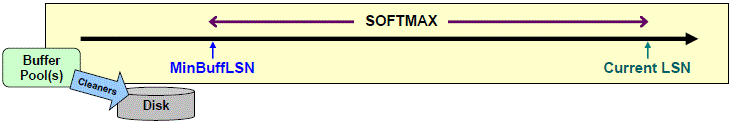 SOFTMAX
MinBuffLSN
Current LSN
Buffer
Pool(s)
Cleaners
Disk